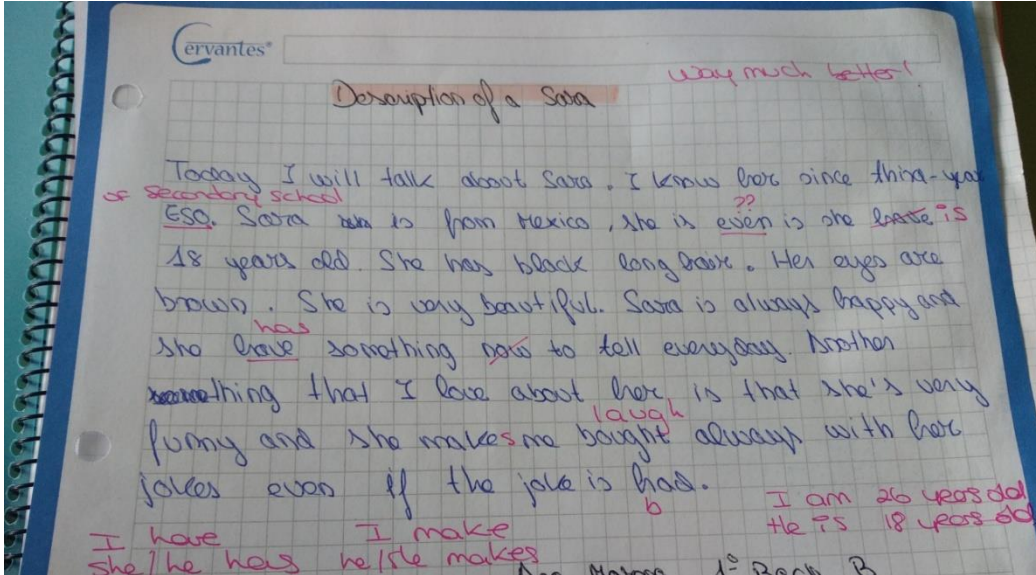 Cervantes®
way much better!
Description of a Sara
Today I will talk about Sara. I know her since third-year
of secondary school
ESO. Sara is from Mexico, she is even is she have is
??
18 years old. She has black long hair. Her eyes are
brown. She is very beautiful. Sara is always happy and
has
she have something new to tell everyday. Another
thing that I love about her is that she's very
laugh
funny and she makes me bought always with her
jokes even if the joke is had.
b
I am 26 years old
He is 18 years old
I have
She/he has
I make
he/she makes
1º Bach B